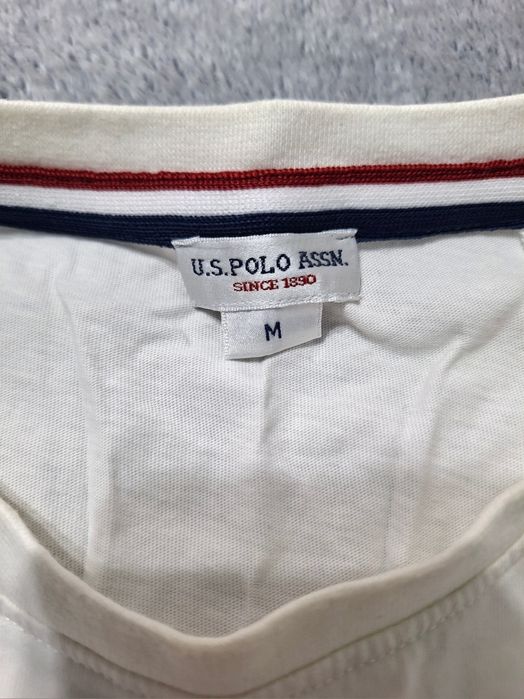 U.S. POLO ASSN.
SINCE 1890
M